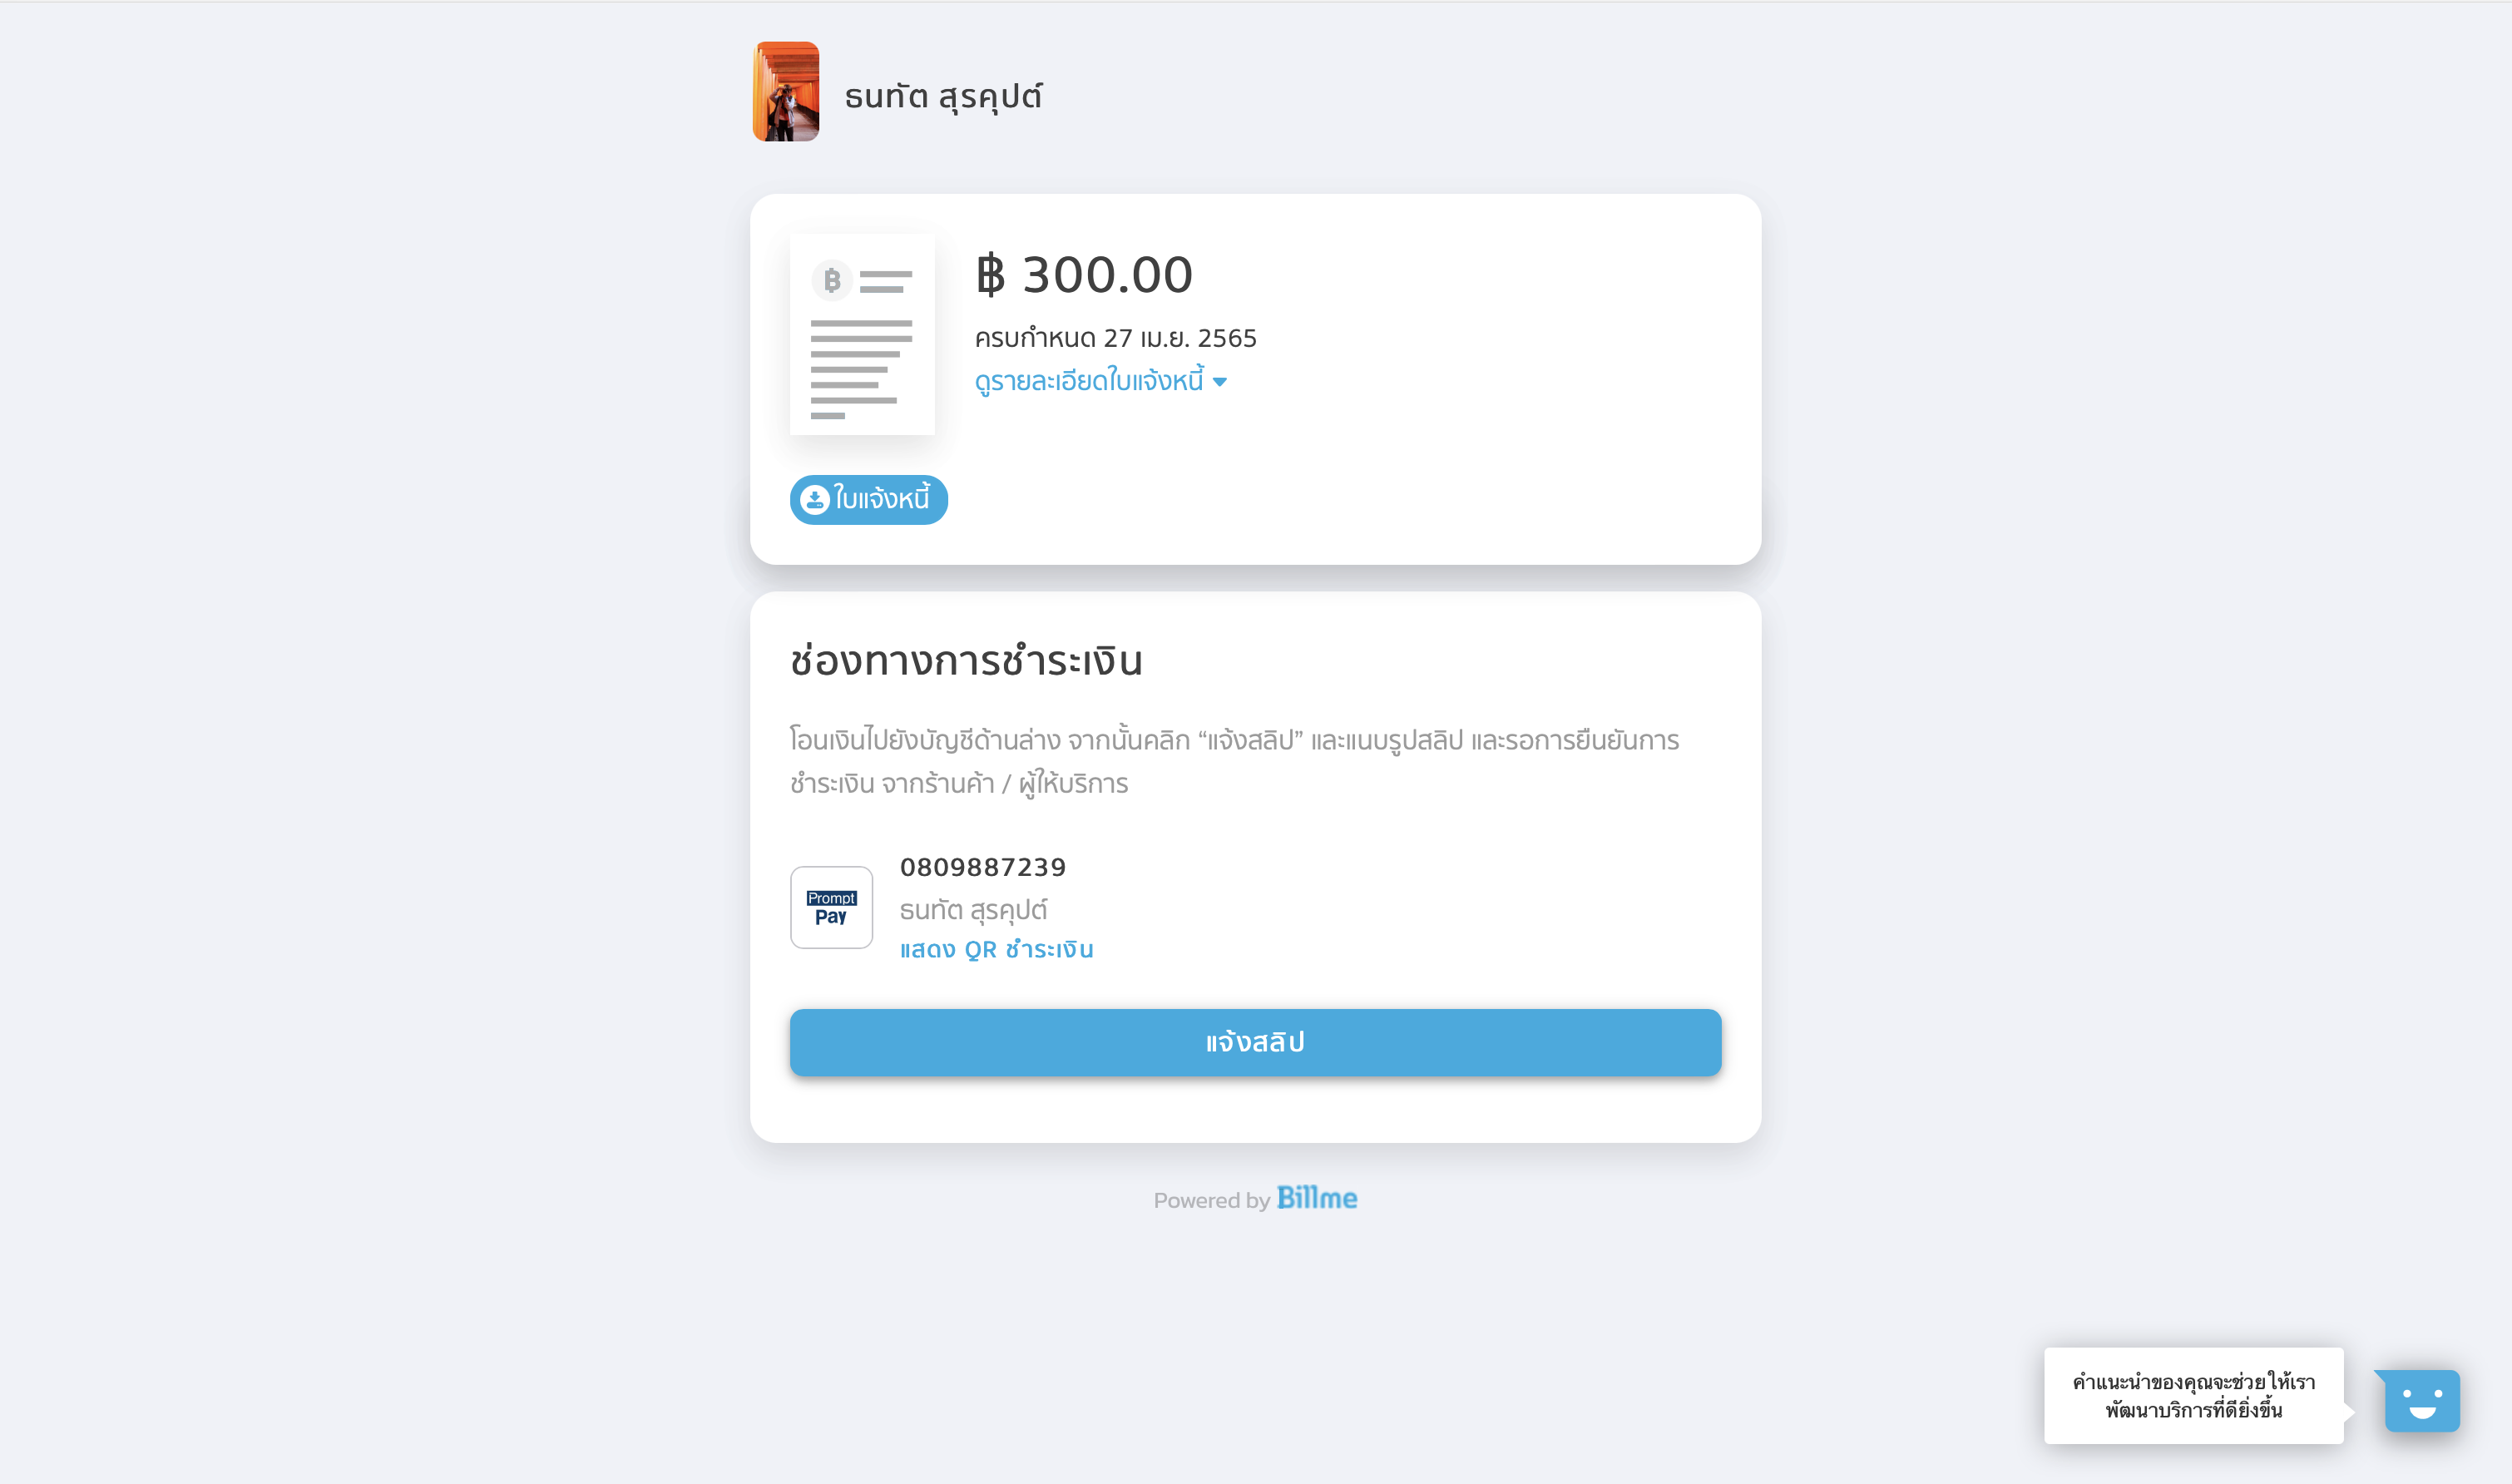 ธนทัต สุรคุปต์
฿ 300.00
ครบกำหนด 27 เม.ย. 2565
ดูรายละเอียดใบแจ้งหนี้
฿
ใบแจ้งหนี้
ช่องทางการชำระเงิน
โอนเงินไปยังบัญชีด้านล่าง จากนั้นคลิก “แจ้งสลิป” และแนบรูปสลิป และรอการยืนยันการ
ชำระเงิน จากร้านค้า / ผู้ให้บริการ
Prompt
Pay
0809887239
ธนทัต สุรคุปต์
แสดง QR ชำระเงิน
แจ้งสลิป
Powered by Billme
คำแนะนำของคุณจะช่วยให้เรา
พัฒนาบริการที่ดียิ่งขึ้น